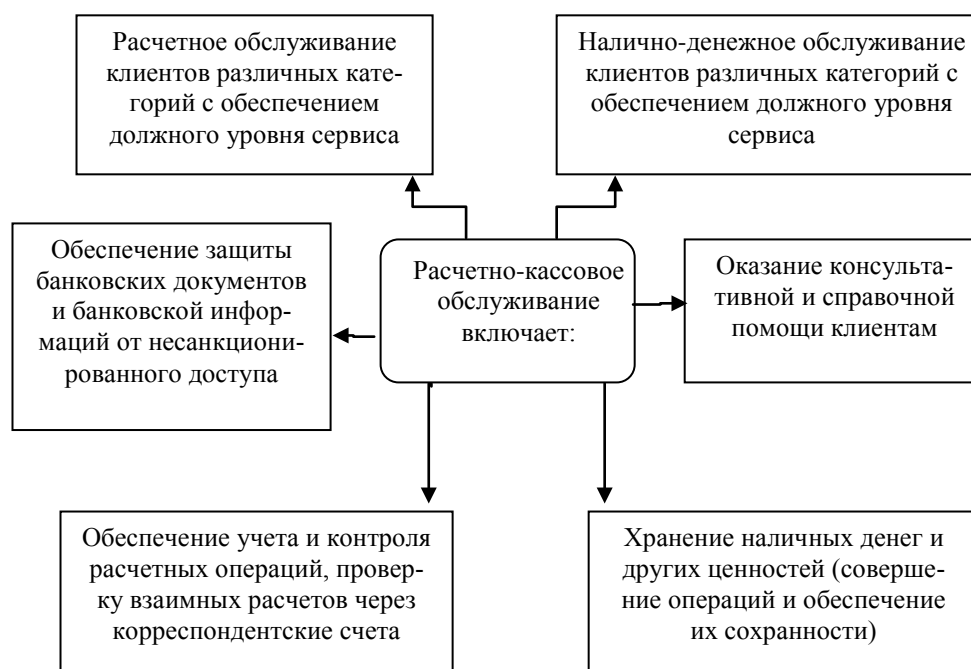 Расчетное обслуживание
клиентов различных кате-
горий с обеспечением
должного уровня сервиса
Налично-денежное обслуживание
клиентов различных категорий с
обеспечением должного уровня
сервиса
Обеспечение защиты
банковских документов
и банковской инфор-
маций от несанкциони-
рованного доступа
Расчетно-кассовое
обслуживание
включает:
Оказание консульта-
тивной и справочной
помощи клиентам
Обеспечение учета и контроля
расчетных операций, провер-
ку взаимных расчетов через
корреспондентские счета
Хранение наличных денег и
других ценностей (соверше-
ние операций и обеспечение
их сохранности)